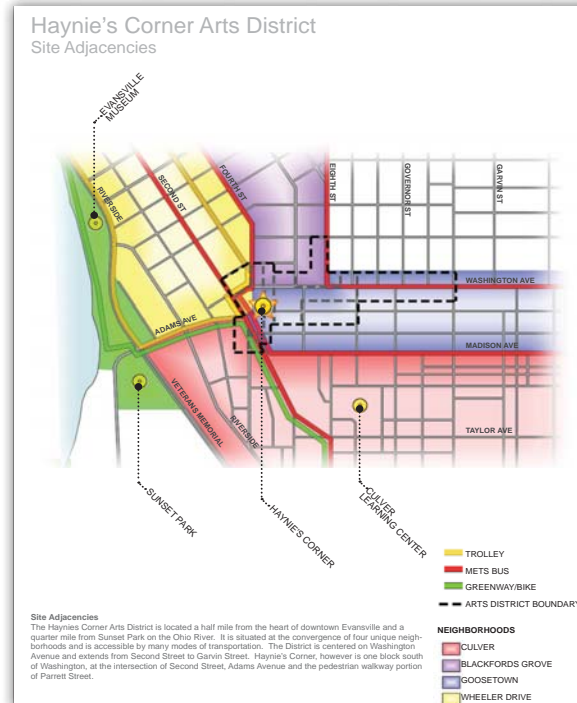 Haynie's Corner Arts District
Site Adjacencies
EVANSVILLE
MUSEUM
RIVERSIDE
SECOND ST
FOURTH ST
EIGHTH ST
GOVERNOR ST
GARVIN ST
WASHINGTON AVE
ADAMS AVE
MADISON AVE
VETERANS MEMORIAL
RIVERSIDE
TAYLOR AVE
SUNSET PARK
HAYNIE'S CORNER
CULVER
LEARNING CENTER
TROLLEY
METS BUS
GREENWAY/BIKE
ARTS DISTRICT BOUNDARY
NEIGHBORHOODS
CULVER
BLACKFORDS GROVE
GOOSETOWN
WHEELER DRIVE
Site Adjacencies
The Haynies Corner Arts District is located a half mile from the heart of downtown Evansville and a
quarter mile from Sunset Park on the Ohio River. It is situated at the convergence of four unique neigh-
borhoods and is accessible by many modes of transportation. The District is centered on Washington
Avenue and extends from Second Street to Garvin Street. Haynie's Corner, however is one block south
of Washington, at the intersection of Second Street, Adams Avenue and the pedestrian walkway portion
of Parrett Street.